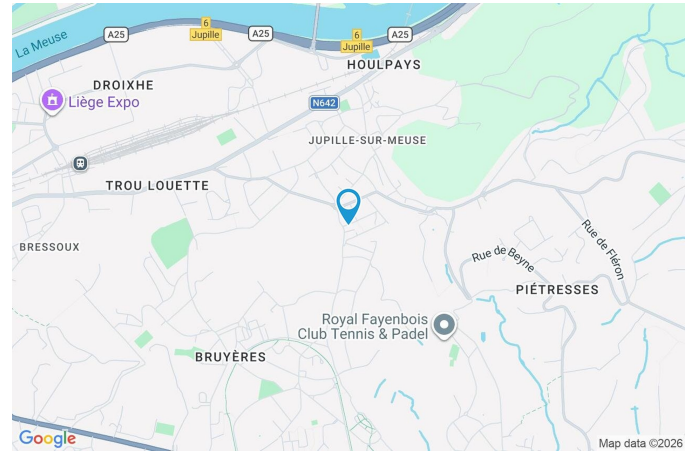 La Meuse
A25
6
Jupille
A25
6
Jupille
A25
HOULPAYS
DROIXHE
Liège Expo
N642
JUPILLE-SUR-MEUSE
TROU LOUETTE
BRESSOUX
Rue de Beyne
Rue de Fléron
PIÉTRESSES
Royal Fayenbois
Club Tennis & Padel
BRUYÈRES
Google
Map data ©2026